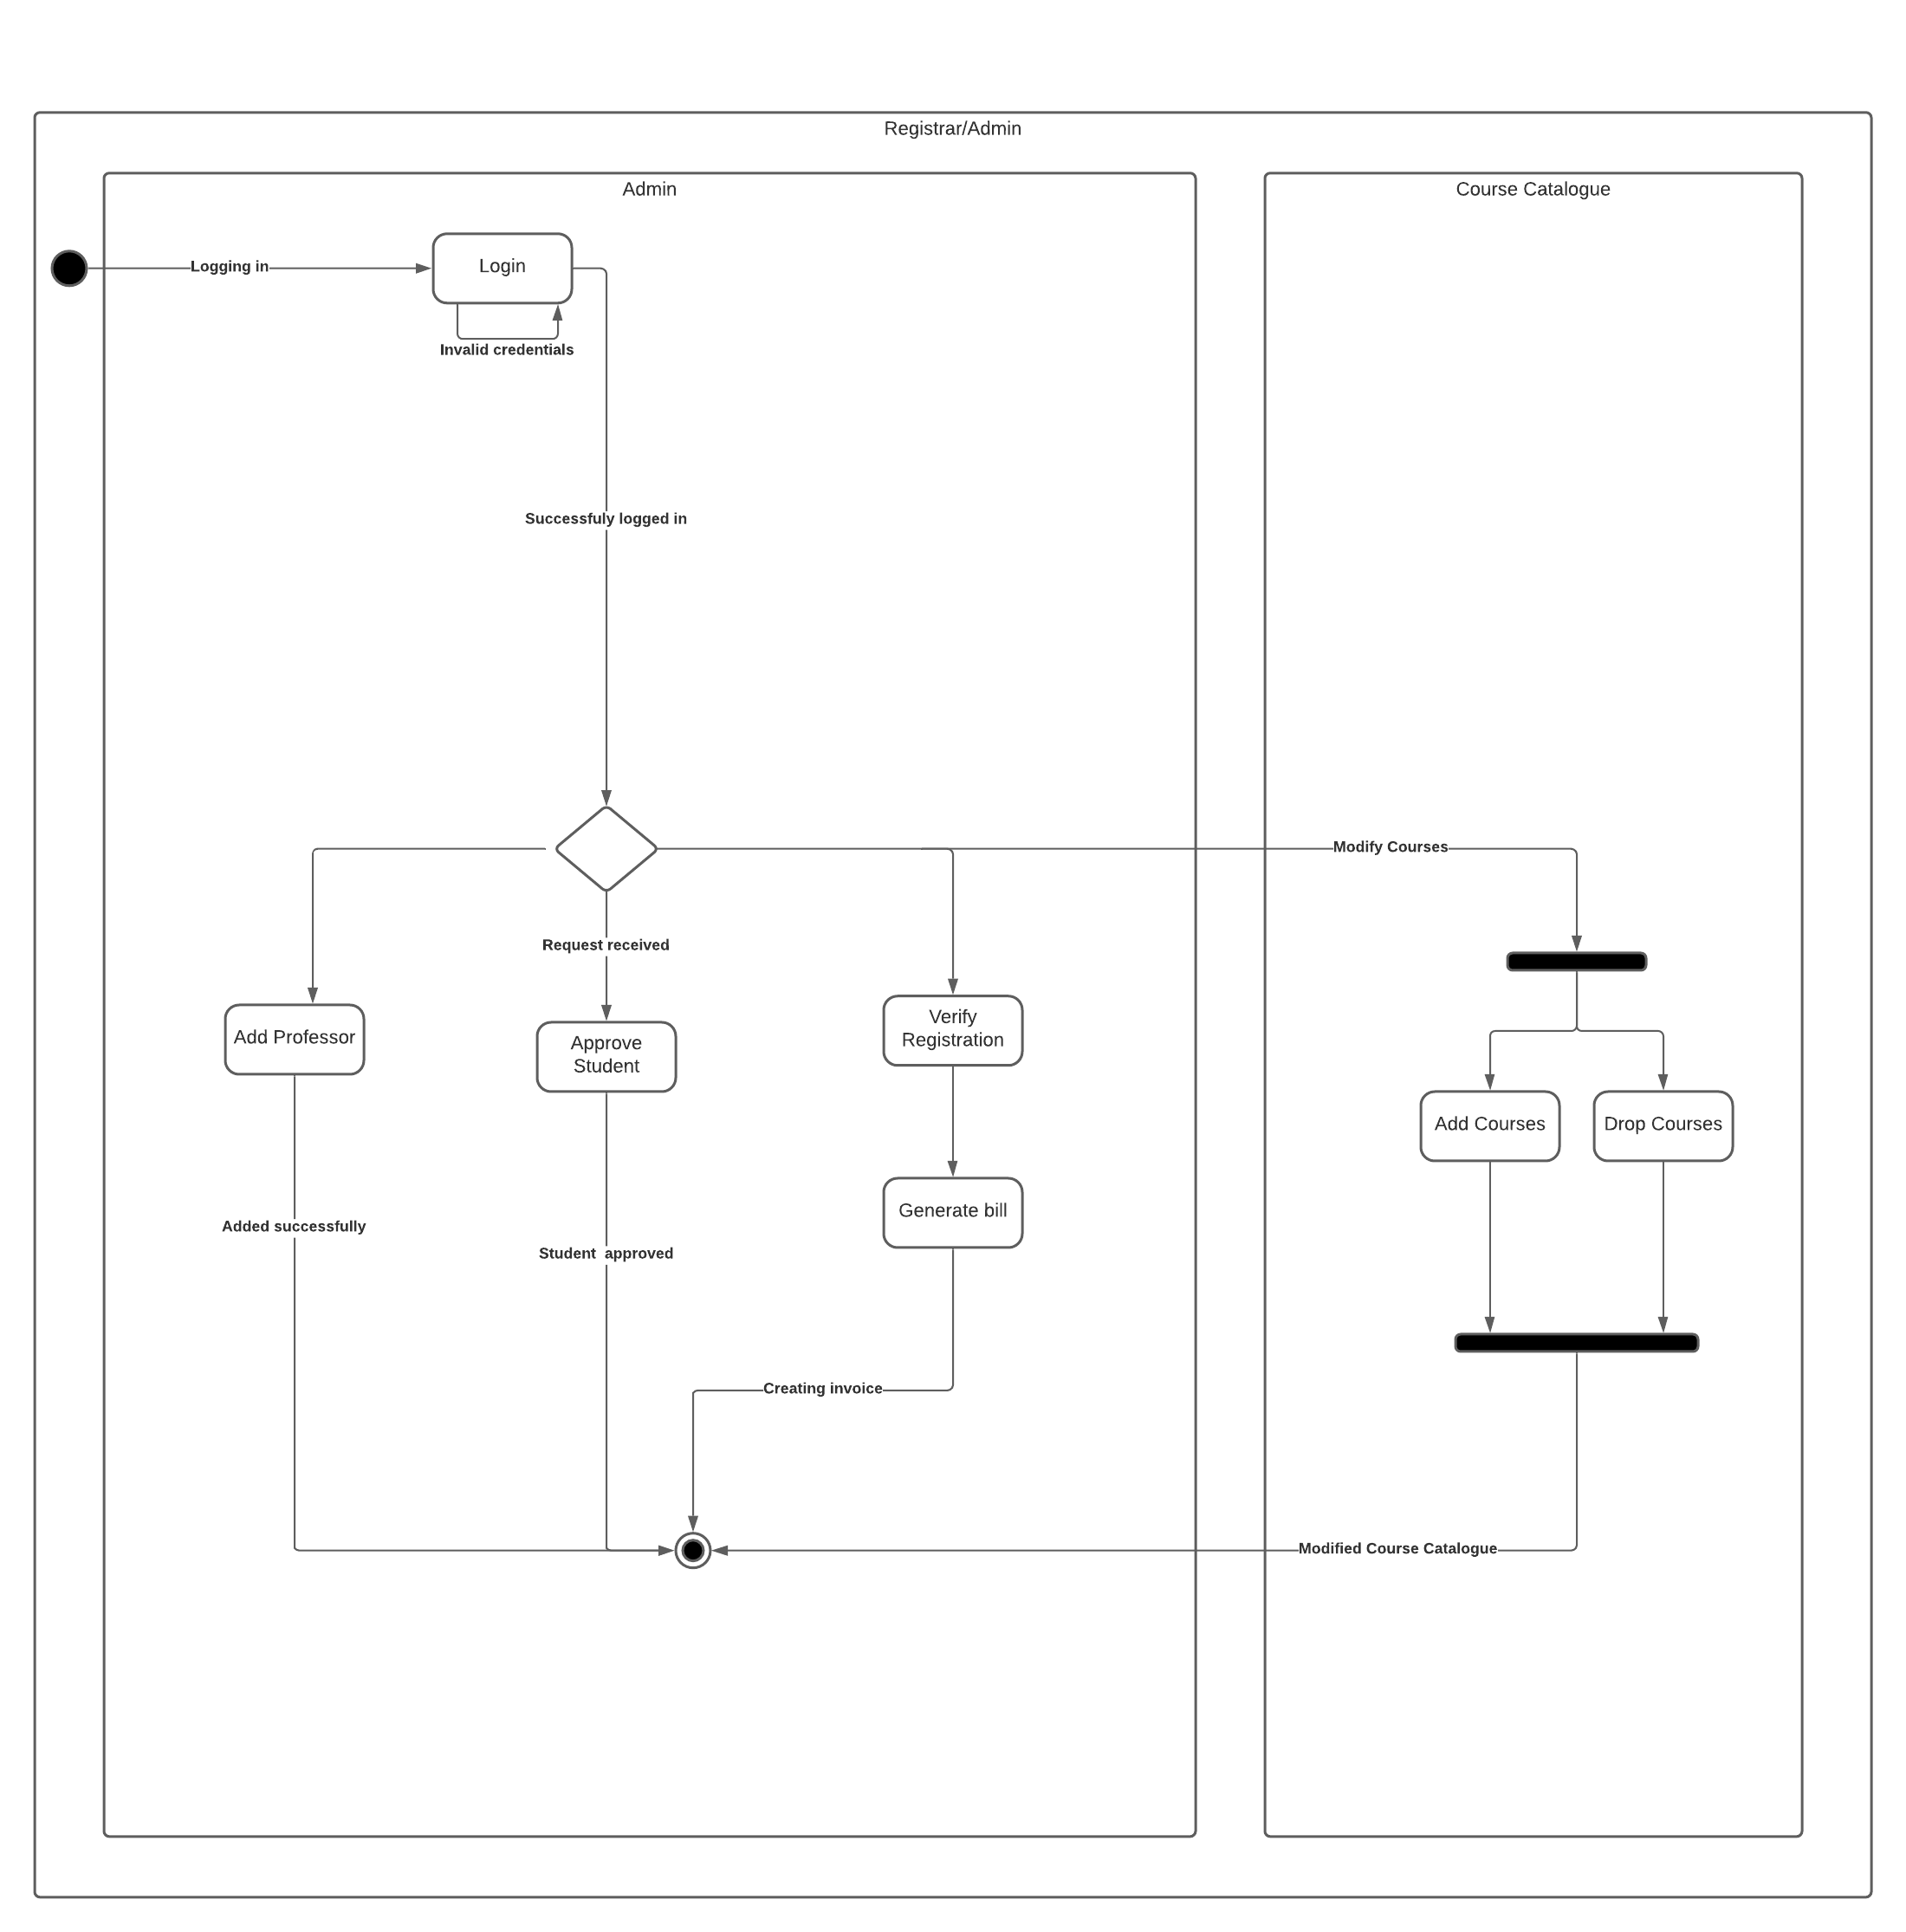 Registrar/Admin
Admin
Course Catalogue
Logging in
Login
Invalid credentials
Successfuly logged in
Modify Courses
Request received
Add Professor
Approve
Student
Verify
Registration
Add Courses
Drop Courses
Generate bill
Added successfully
Student  approved
Creating invoice
Modified Course Catalogue